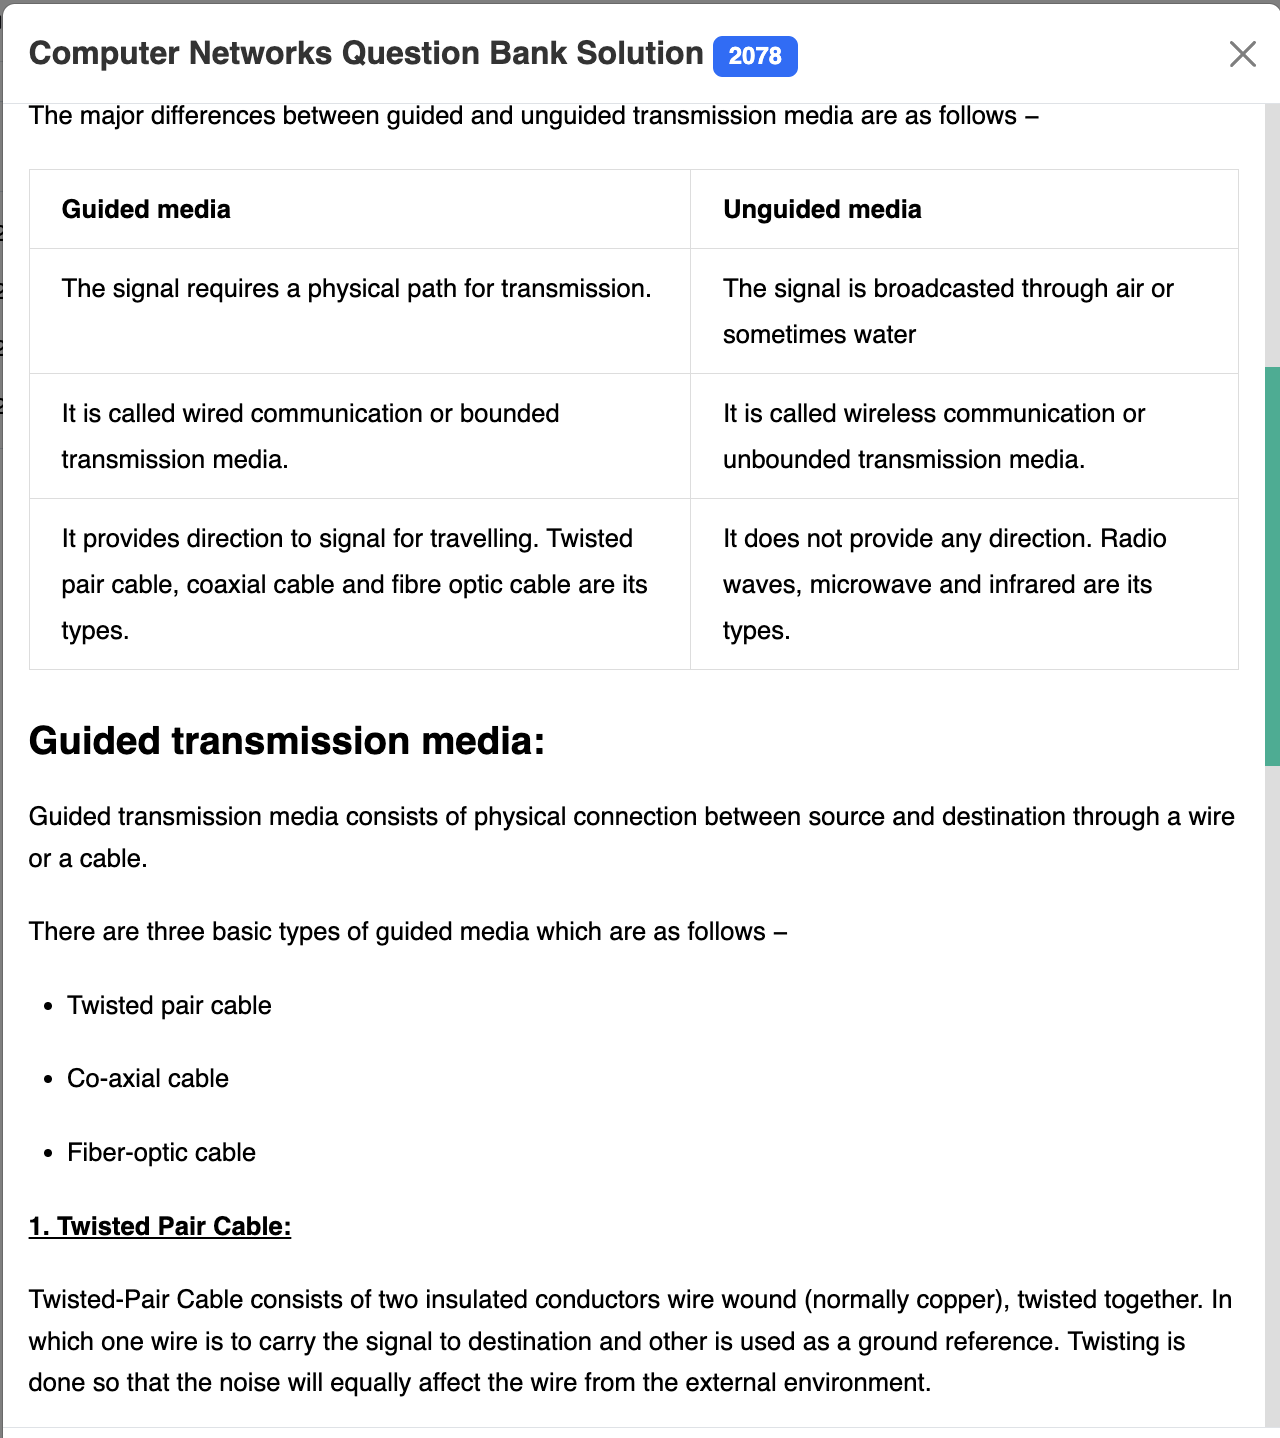 Computer Networks Question Bank Solution 2078
The major differences between guided and unguided transmission media are as follows –
Guided media
Unguided media
The signal requires a physical path for transmission.
The signal is broadcasted through air or
sometimes water
It is called wired communication or bounded
transmission media.
It is called wireless communication or
unbounded transmission media.
It provides direction to signal for travelling. Twisted
pair cable, coaxial cable and fibre optic cable are its
types.
It does not provide any direction. Radio
waves, microwave and infrared are its
types.
Guided transmission media:
Guided transmission media consists of physical connection between source and destination through a wire
or a cable.
There are three basic types of guided media which are as follows –
• Twisted pair cable
• Co-axial cable
• Fiber-optic cable
1. Twisted Pair Cable:
Twisted-Pair Cable consists of two insulated conductors wire wound (normally copper), twisted together. In
which one wire is to carry the signal to destination and other is used as a ground reference. Twisting is
done so that the noise will equally affect the wire from the external environment.